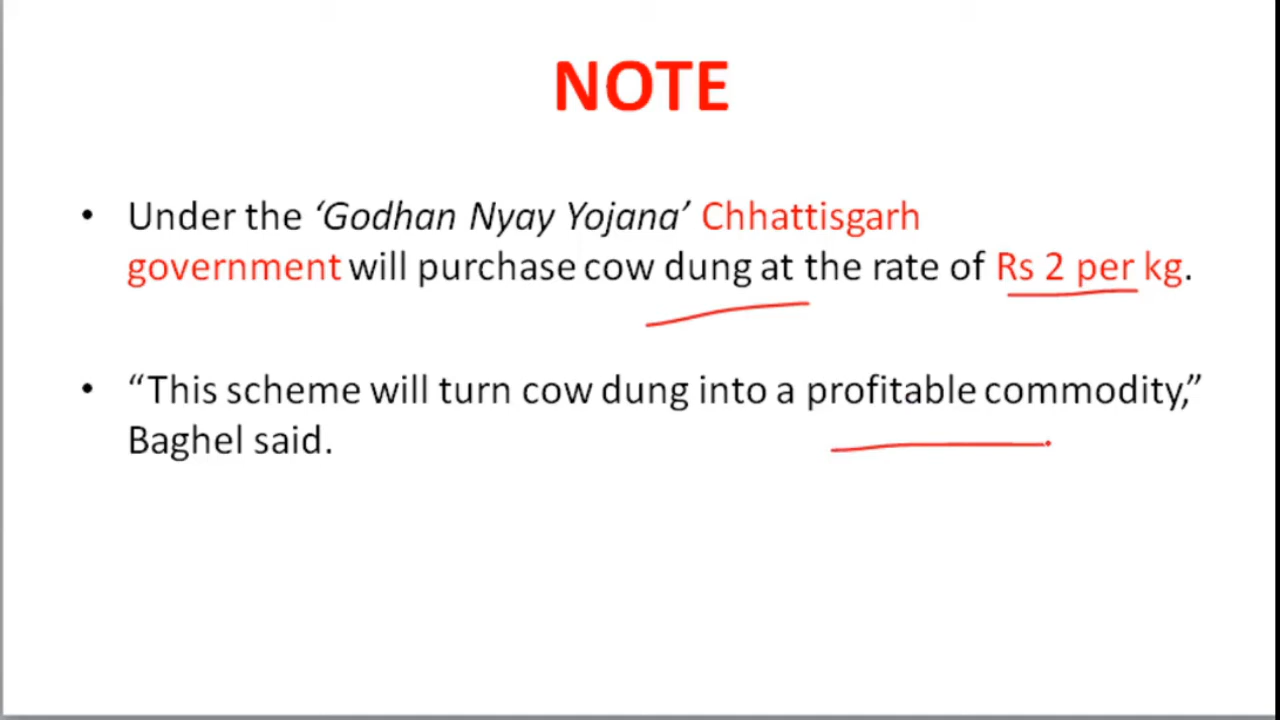 NOTE
• Under the ‘Godhan Nyay Yojana’ Chhattisgarh
government will purchase cow dung at the rate of Rs 2 per kg.
• “This scheme will turn cow dung into a profitable commodity,”
Baghel said.